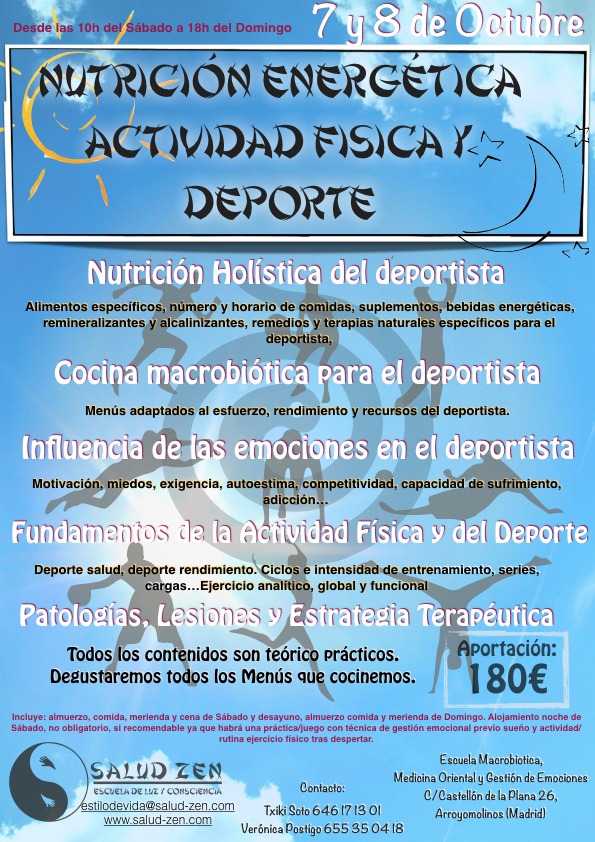 Desde las 10h del Sábado a 18h del Domingo
7 y 8 de Octubre
NUTRICIÓN ENERGÉTICA
ACTIVIDAD FISICA Y
DEPORTE
Nutrición Holística del deportista
Alimentos específicos, número y horario de comidas, suplementos, bebidas energéticas,
remineralizantes y alcalinizantes, remedios y terapias naturales específicos para el
deportista,
Cocina macrobiótica para el deportista
Menús adaptados al esfuerzo, rendimiento y recursos del deportista.
Influencia de las emociones en el deportista
Motivación, miedos, exigencia, autoestima, competitividad, capacidad de sufrimiento,
adicción...
Fundamentos de la Actividad Física y del Deporte
Deporte salud, deporte rendimiento. Ciclos e intensidad de entrenamiento, series,
cargas...Ejercicio analítico, global y funcional
Patologías, Lesiones y Estrategia Terapéutica
Todos los contenidos son teórico prácticos.
Degustaremos todos los Menús que cocinemos.
Aportación:
180€
Incluye: almuerzo, comida, merienda y cena de Sábado y desayuno, almuerzo comida y merienda de Domingo. Alojamiento noche de
Sábado, no obligatorio, si recomendable ya que habrá una práctica/juego con técnica de gestión emocional previo sueño y actividad/
rutina ejercicio físico tras despertar.
SALUD ZEN
ESCUELA DE LUZ Y CONSCIENCIA
estilodevida@salud-zen.com
www.salud-zen.com
Contacto:
Txiki Soto 646 17 13 01
Verónica Postigo 655 35 04 18
Escuela Macrobiotica,
Medicina Oriental y Gestión de Emociones
C/Castellón de la Plana 26,
Arroyomolinos (Madrid)